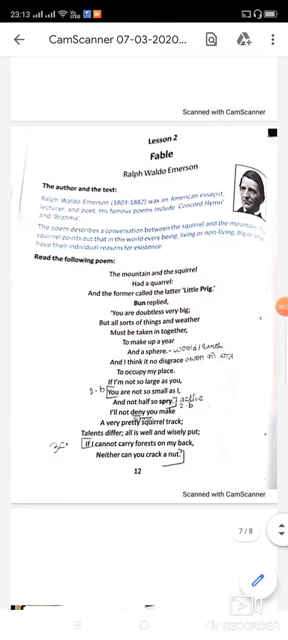 23:13
CamScanner 07-03-2020...
Scanned with CamScanner
Lesson 2
Fable
Ralph Waldo Emerson
The author and the text:
Ralph Waldo Emerson (1803-1882) was an American essayist,
lecturer, and poet. His famous poems include 'Concord Hymn'
and 'Brahma'.
The poem describes a conversation between the squirrel and the mountain.
squirrel points out that in this world every being, living or non-living, big or
have their individual reasons for existence.
Read the following poem:
The mountain and the squirrel
Had a quarrel:
And the former called the latter 'Little Prig.'
Bun replied,
'You are doubtless very big;
But all sorts of things and weather
Must be taken in together,
To make up a year
And a sphere. - world / Earth
And I think it no disgrace
To occupy my place.
If I'm not so large as you,
2.b You are not so small as I,
And not half so spry. active
2.b
I'll not deny you make
A very pretty squirrel track;
Talents differ; all is well and wisely put;
If I cannot carry forests on my back,
Neither can you crack a nut.'
12
Scanned with CamScanner
7/8